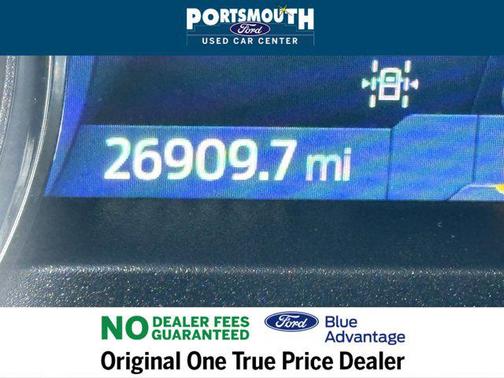 PORTSMOUTH
Ford
USED CAR CENTER
26909.7 mi
NO DEALER FEES GUARANTEED
Ford
Blue Advantage
Original One True Price Dealer